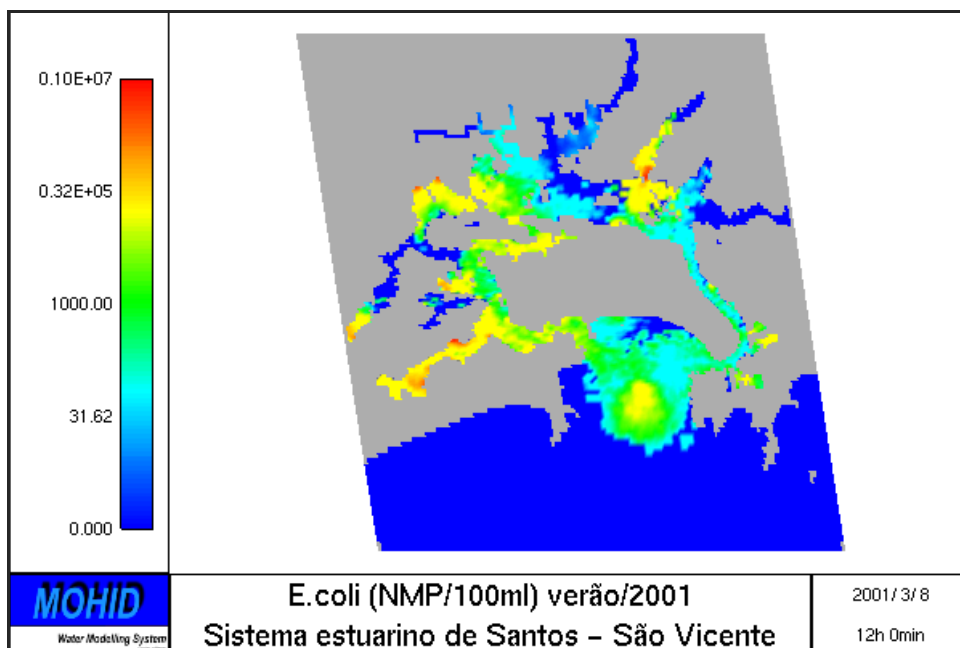 0.10E+07
0.32E+05
1000.00
31.62
0.000
MOHID
Water Modelling System
E.coli (NMP/100ml) verão/2001
Sistema estuarino de Santos – São Vicente
2001/3/8
12h 0min